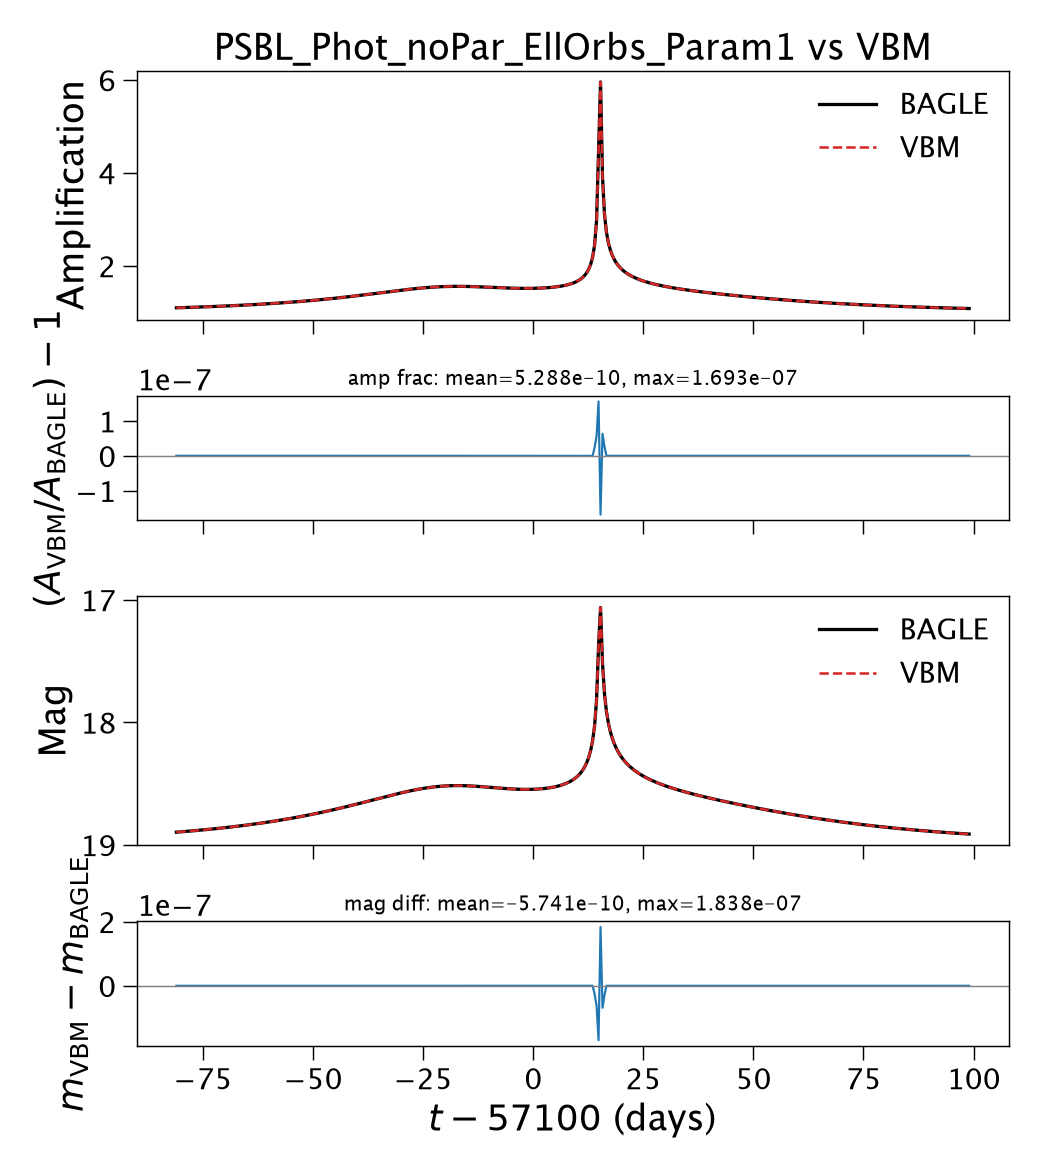 PSBL_Phot_noPar_EllOrbs_Param1 vs VBM
Amplification
6
4
2
BAGLE
VBM
1e−7
amp frac: mean=5.288e-10, max=1.693e-07
(A_VBM/A_BAGLE) − 1
1
0
−1
Mag
17
18
19
BAGLE
VBM
1e−7
mag diff: mean=-5.741e-10, max=1.838e-07
m_VBM − m_BAGLE
2
0
−75 −50 −25 0 25 50 75 100
t − 57100 (days)